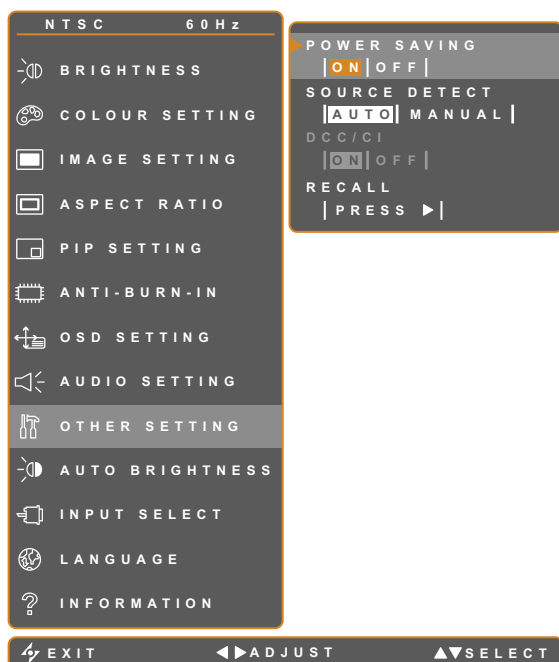 NTSC 60Hz
BRIGHTNESS
COLOUR SETTING
IMAGE SETTING
ASPECT RATIO
PIP SETTING
ANTI-BURN-IN
OSD SETTING
AUDIO SETTING
OTHER SETTING
AUTO BRIGHTNESS
INPUT SELECT
LANGUAGE
INFORMATION
POWER SAVING
ON OFF
SOURCE DETECT
AUTO MANUAL
DCC/CI
ON OFF
RECALL
PRESS ▶
EXIT ◀▶ADJUST ▲▼SELECT